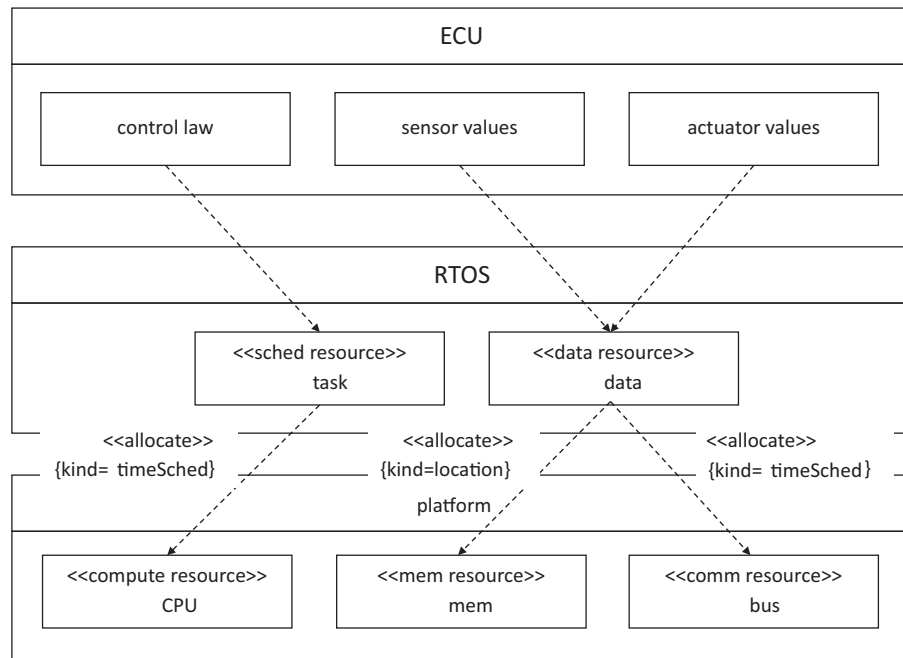 ECU
control law
sensor values
actuator values
RTOS
<<sched resource>>
task
<<data resource>>
data
<<allocate>>
{kind= timeSched}
<<allocate>>
{kind=location}
<<allocate>>
{kind= timeSched}
platform
<<compute resource>>
CPU
<<mem resource>>
mem
<<comm resource>>
bus